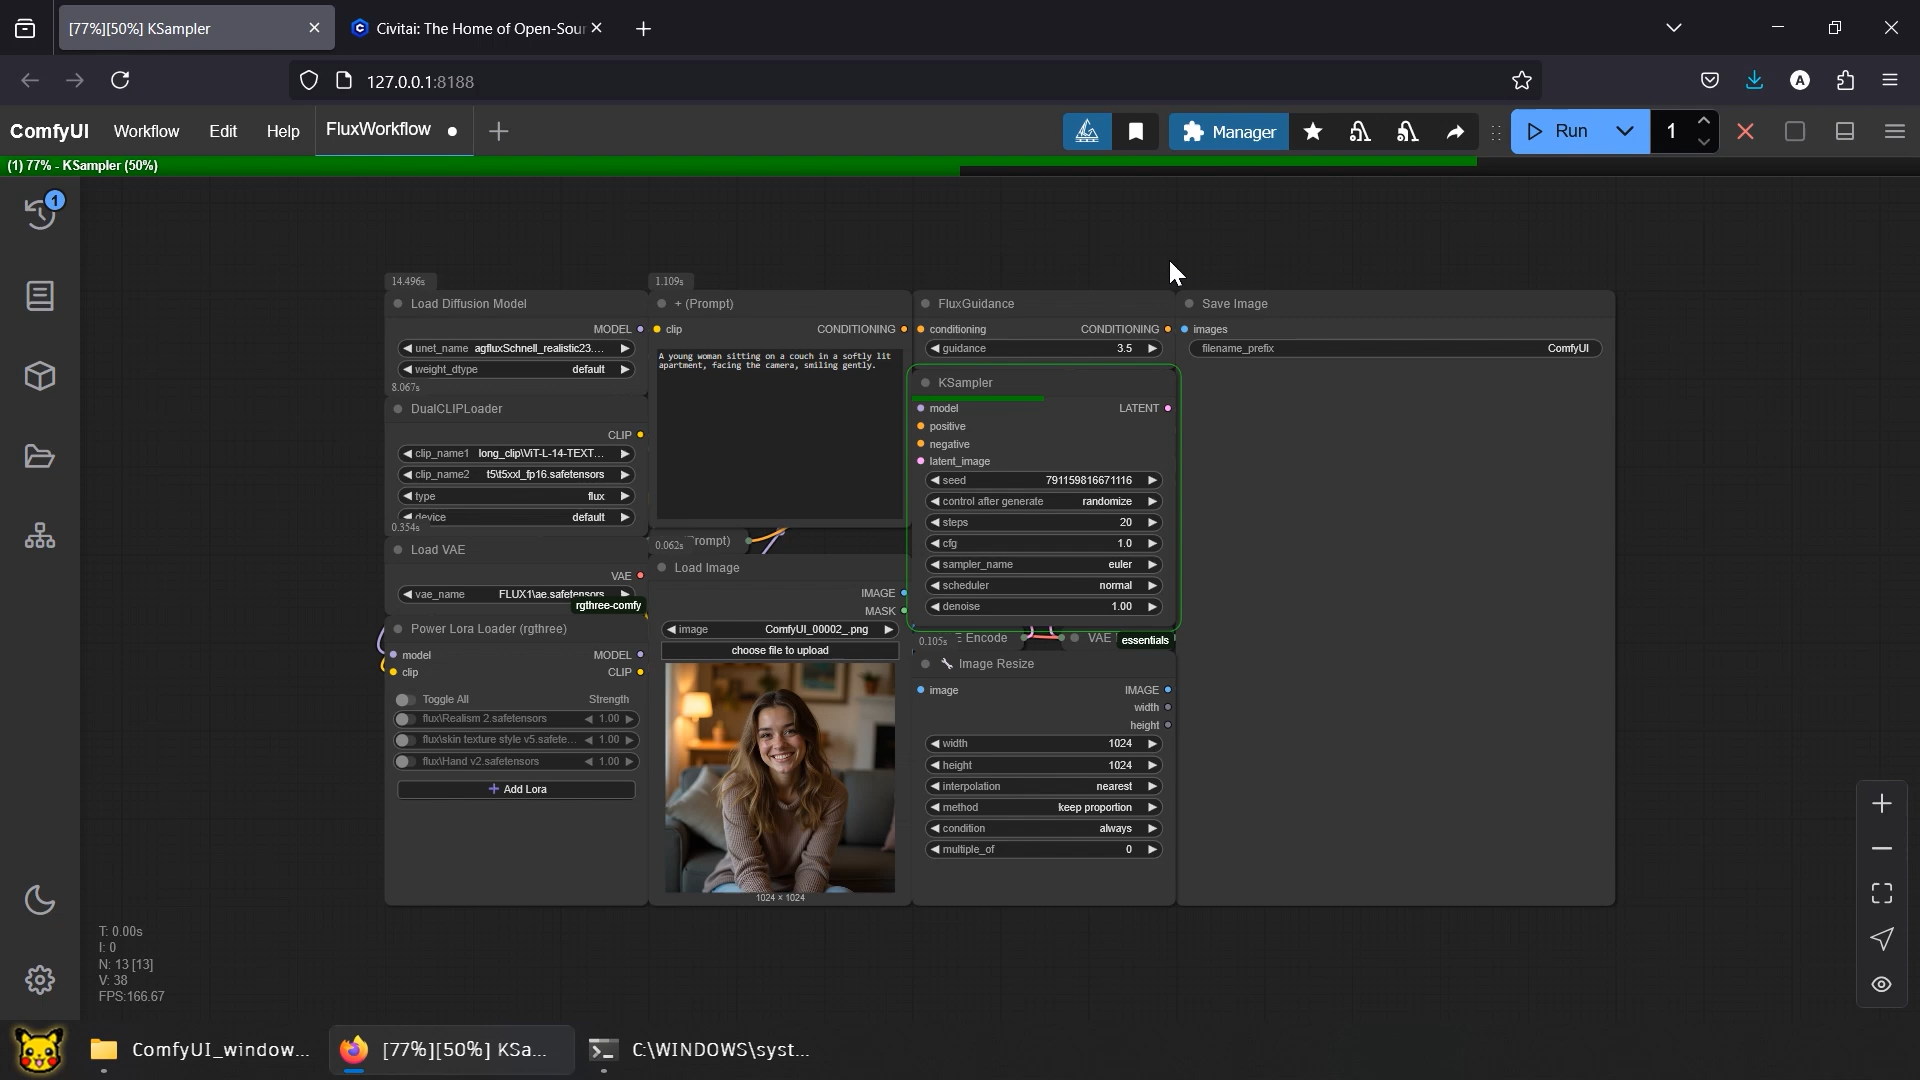 [77%][50%] KSampler
Civitai: The Home of Open-Sour
127.0.0.1:8188
ComfyUI
Workflow
Edit
Help
FluxWorkflow
Manager
Run
1
(1) 77% - KSampler (50%)
1
14.496s
Load Diffusion Model
MODEL
unet_name agfluxSchnell_realistic23....
weight_dtype default
8.067s
DualCLIPLoader
CLIP
clip_name1 long_clip\ViT-L-14-TEXT...
clip_name2 t5\t5xxl_fp16.safetensors
type flux
device default
0.354s
Load VAE
VAE
vae_name FLUX1\ae.safetensors
rgthree-comfy
Power Lora Loader (rgthree)
model MODEL
clip CLIP
Toggle All Strength
flux\Realism 2.safetensors 1.00
flux\skin texture style v5.safete... 1.00
flux\Hand v2.safetensors 1.00
Add Lora
1.109s
+ (Prompt)
clip CONDITIONING
A young woman sitting on a couch in a softly lit
apartment, facing the camera, smiling gently.
0.062s
rompt)
Load Image
IMAGE
MASK
image ComfyUI_00002_.png
choose file to upload
1024 × 1024
FluxGuidance
conditioning CONDITIONING
guidance 3.5
KSampler
model LATENT
positive
negative
latent_image
seed 791159816671116
control after generate randomize
steps 20
cfg 1.0
sampler_name euler
scheduler normal
denoise 1.00
0.105s
E Encode
VAE
essentials
Image Resize
image IMAGE
width
height
width 1024
height 1024
interpolation nearest
method keep proportion
condition always
multiple_of 0
Save Image
images
filename_prefix ComfyUI
T: 0.00s
I: 0
N: 13 [13]
V: 38
FPS:166.67
ComfyUI_window...
[77%][50%] KSa...
C:\WINDOWS\syst...
A